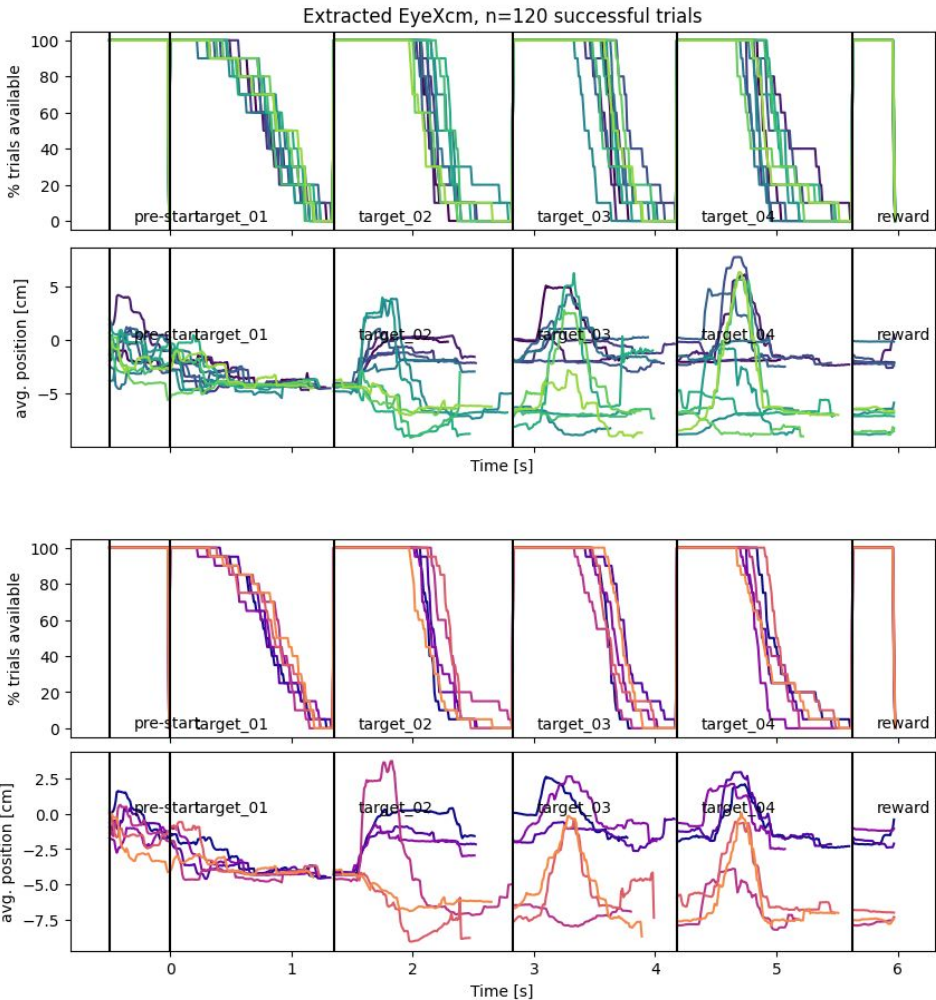 Extracted EyeXcm, n=120 successful trials
% trials available
100
80
60
40
20
0
pre-start
target_01
target_02
target_03
target_04
reward
avg. position [cm]
5
0
−5
pre-start
target_01
target_02
target_03
target_04
reward
Time [s]
% trials available
100
80
60
40
20
0
pre-start
target_01
target_02
target_03
target_04
reward
avg. position [cm]
2.5
0.0
−2.5
−5.0
−7.5
pre-start
target_01
target_02
target_03
target_04
reward
0 1 2 3 4 5 6
Time [s]